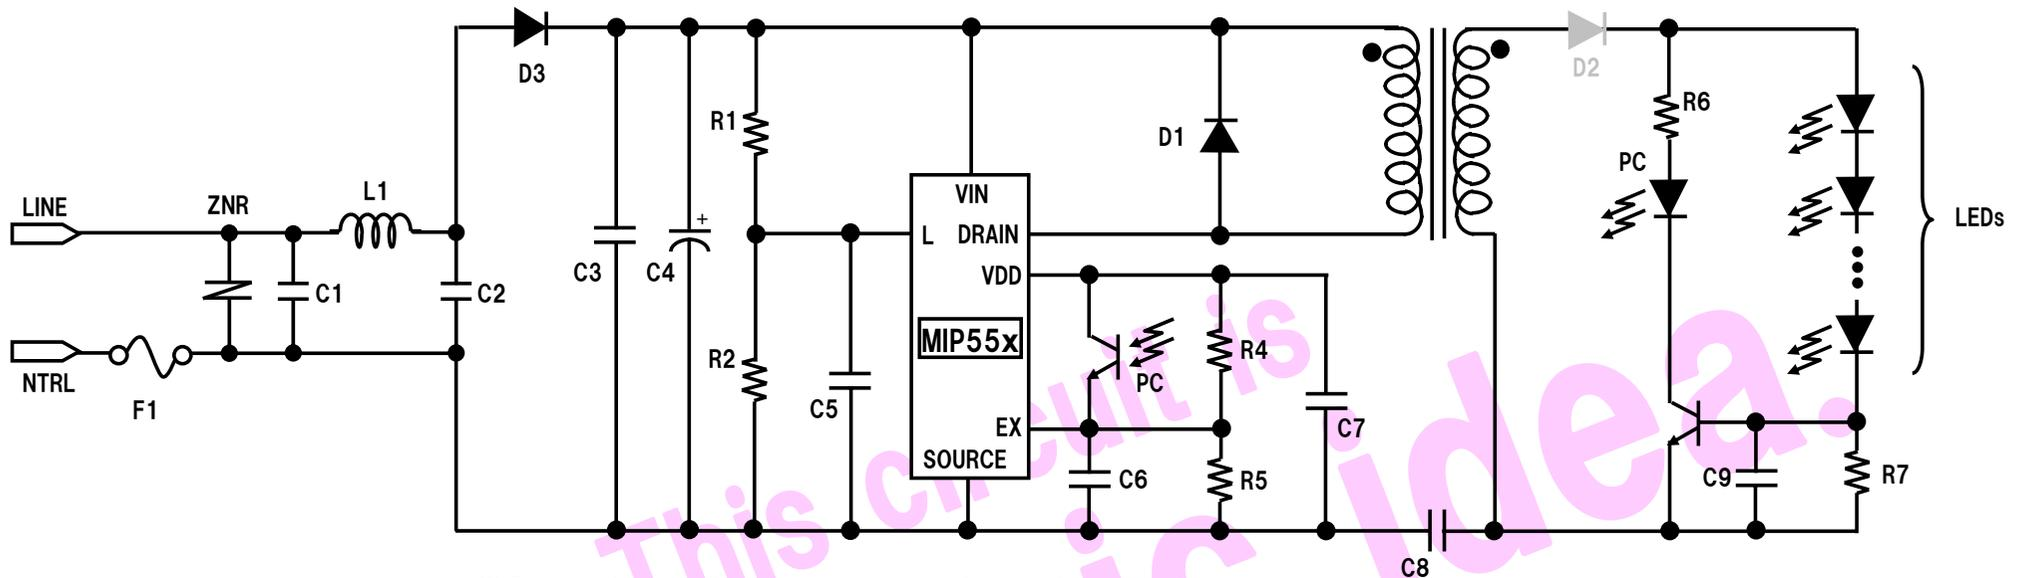 D3
D2
R1
R6
D1
PC
VIN
LINE
ZNR
L1
LEDs
L
DRAIN
+
C3
C4
VDD
C1
C2
MIP55x
R2
R4
NTRL
PC
F1
C5
EX
C7
SOURCE
C6
R5
C9
R7
C8
This circuit is
is idea.